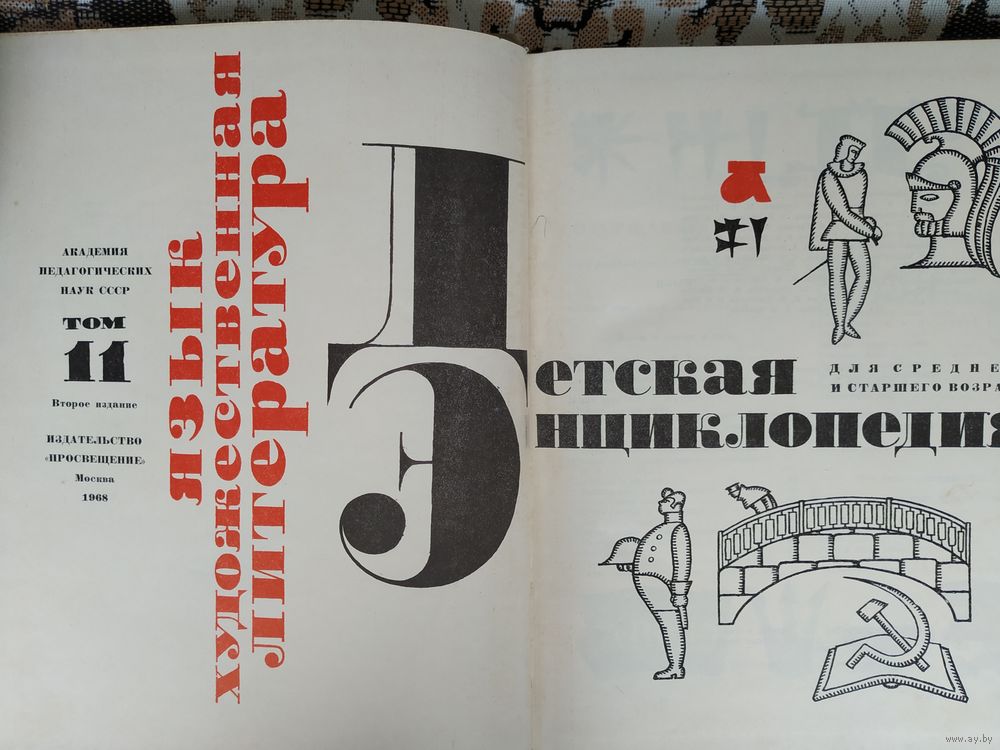 АКАДЕМИЯ
ПЕДАГОГИЧЕСКИХ
НАУК СССР
ТОМ
11
Второе издание
ИЗДАТЕЛЬСТВО
«ПРОСВЕЩЕНИЕ»
Москва
1968
ЯЗЫК
ХУДОЖЕСТВЕННАЯ
ЛИТЕРАТУРА
ДЕТСКАЯ
ЭНЦИКЛОПЕДИЯ
ДЛЯ СРЕДНЕ
И СТАРШЕГО ВОЗРА
www.ay.by